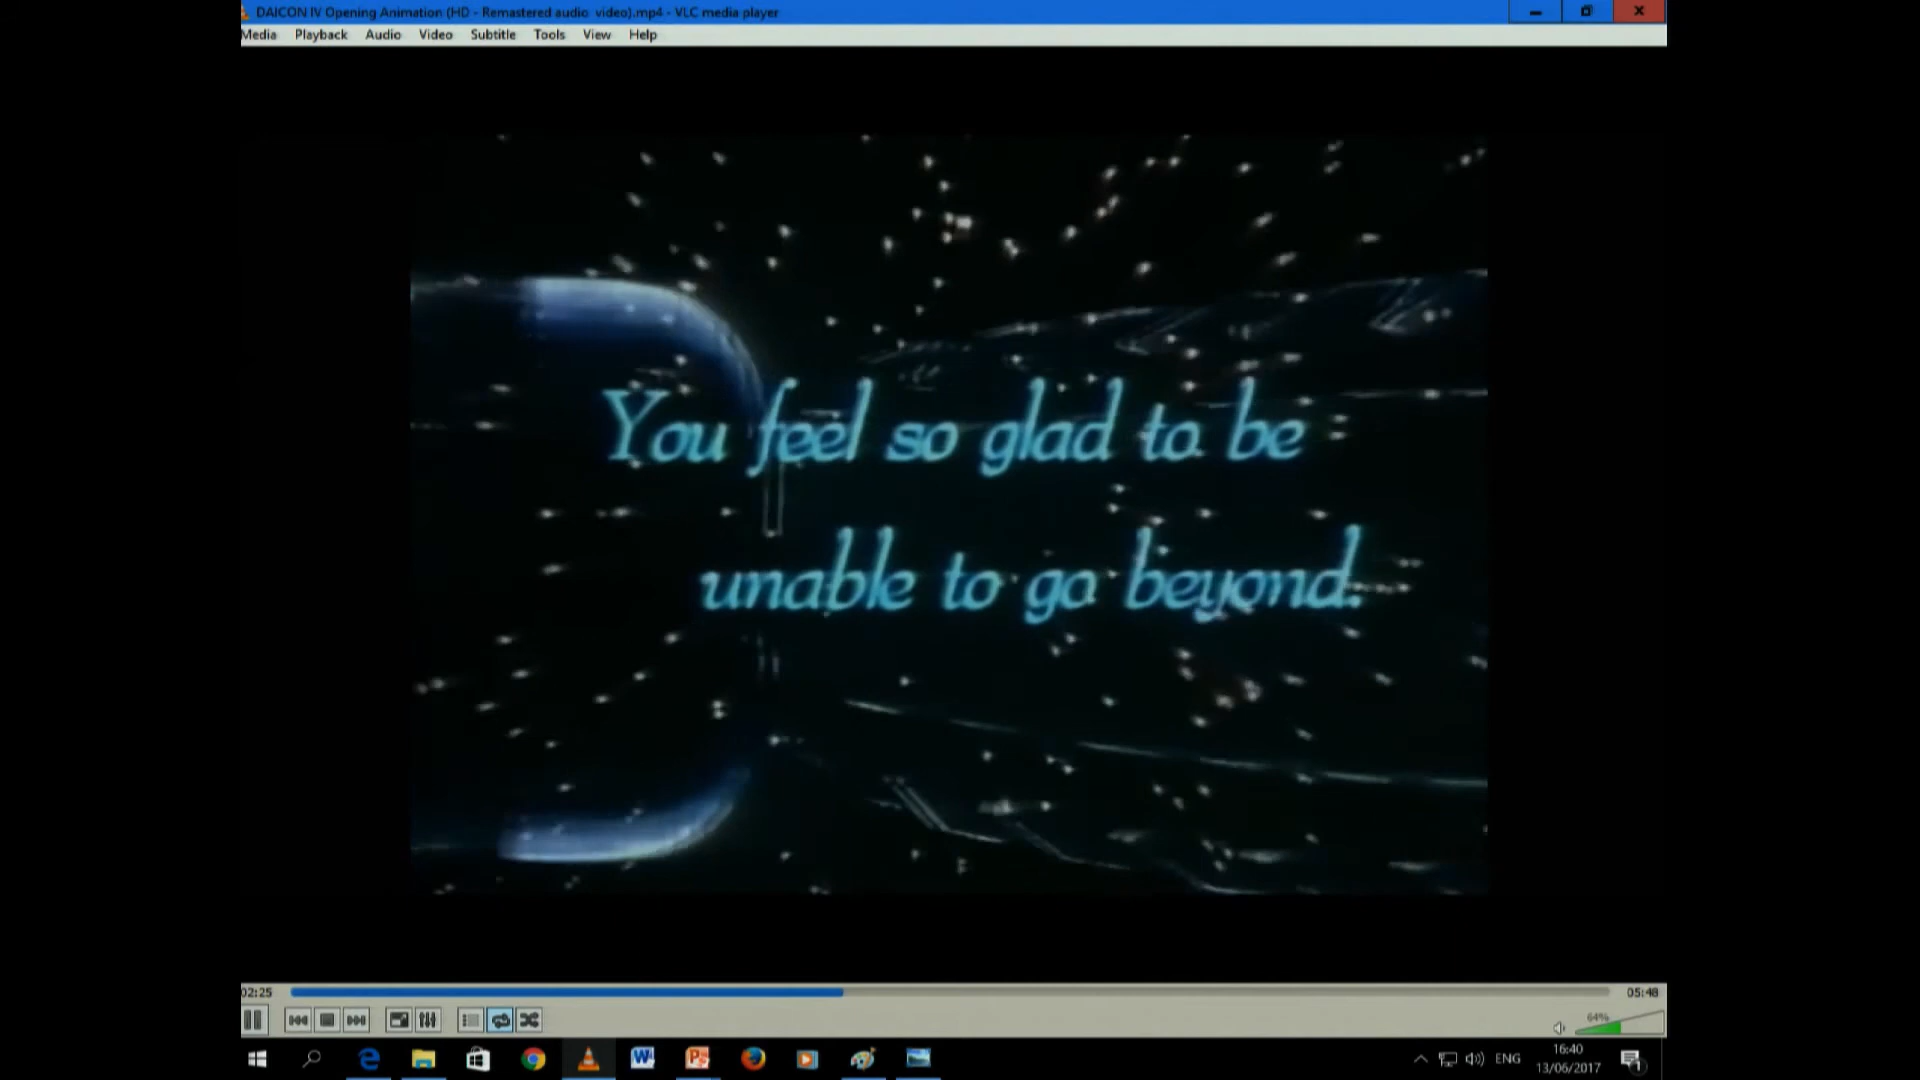 DAICON IV Opening Animation (HD - Remastered audio video).mp4 - VLC media player
Media Playback Audio Video Subtitle Tools View Help
You feel so glad to be
unable to go beyond.
02:25
05:48
64%
ENG
16:40
13/06/2017